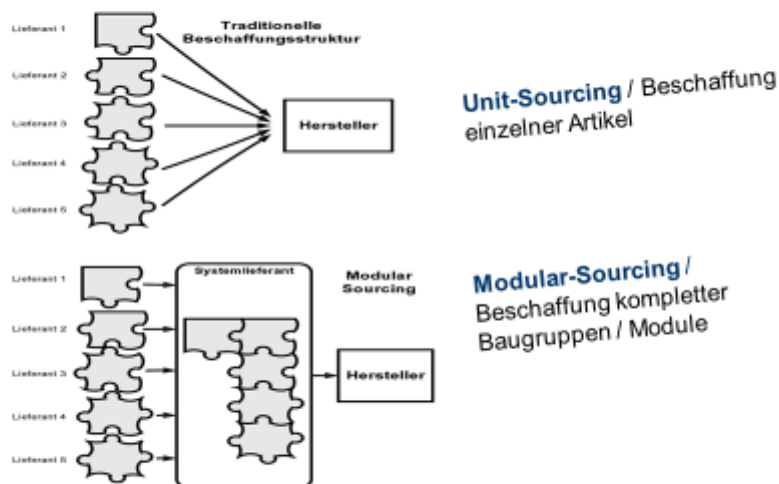 Lieferant 1
Traditionelle
Beschaffungsstruktur
Lieferant 2
Lieferant 3
Lieferant 4
Lieferant 5
Hersteller
Unit-Sourcing / Beschaffung
einzelner Artikel
Lieferant 1
Lieferant 2
Lieferant 3
Lieferant 4
Lieferant 5
Systemlieferant
Modular
Sourcing
Hersteller
Modular-Sourcing /
Beschaffung kompletter
Baugruppen / Module